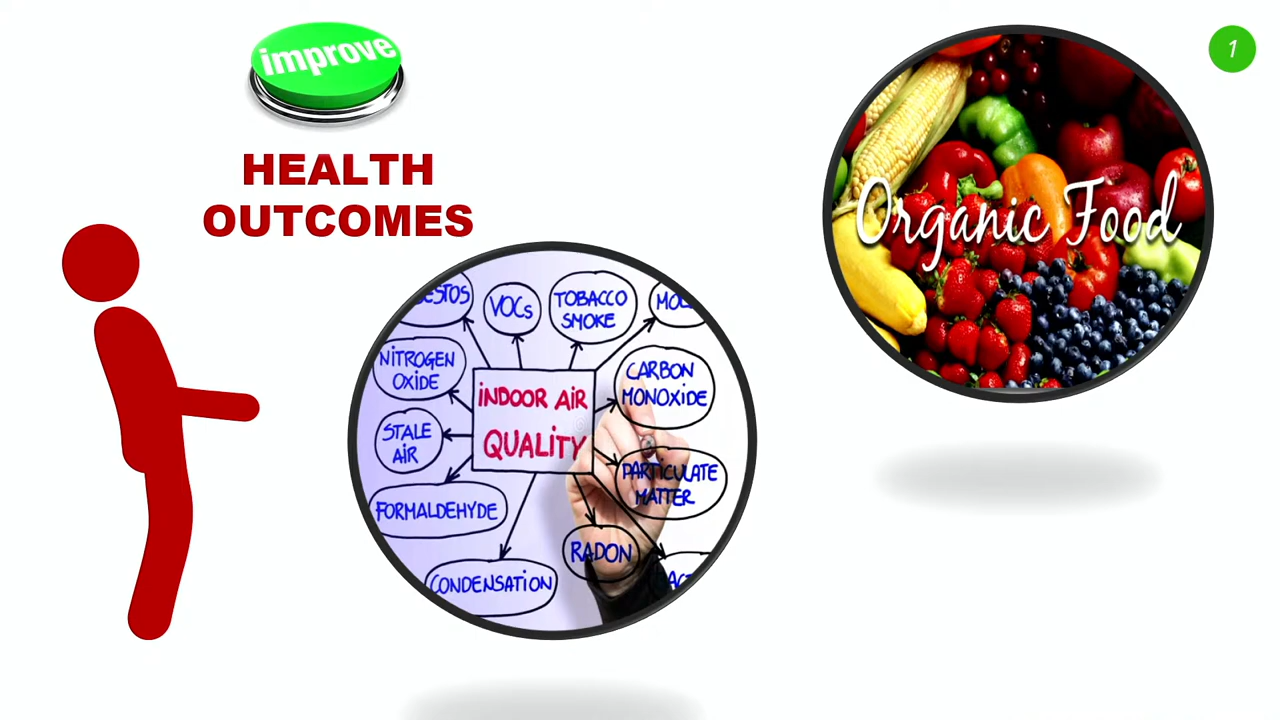 improve
HEALTH
OUTCOMES
1
Organic Food
VOCs
TOBACCO
SMOKE
NITROGEN
OXIDE
CARBON
MONOXIDE
INDOOR AIR
QUALITY
STALE
AIR
PARTICULATE
MATTER
FORMALDEHYDE
RADON
CONDENSATION